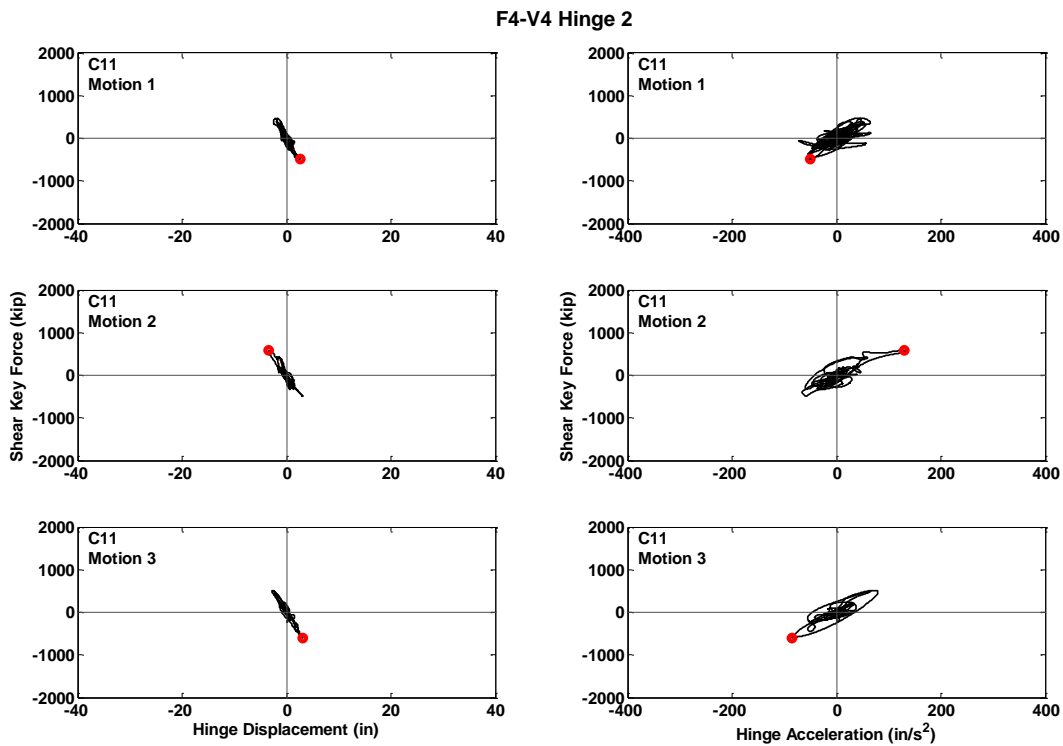 F4-V4 Hinge 2
2000
1000
0
-1000
-2000
C11
Motion 1
-40 -20 0 20 40
2000
1000
0
-1000
-2000
C11
Motion 1
-400 -200 0 200 400
Shear Key Force (kip)
2000
1000
0
-1000
-2000
C11
Motion 2
-40 -20 0 20 40
Shear Key Force (kip)
2000
1000
0
-1000
-2000
C11
Motion 2
-400 -200 0 200 400
2000
1000
0
-1000
-2000
C11
Motion 3
-40 -20 0 20 40
Hinge Displacement (in)
2000
1000
0
-1000
-2000
C11
Motion 3
-400 -200 0 200 400
Hinge Acceleration (in/s²)